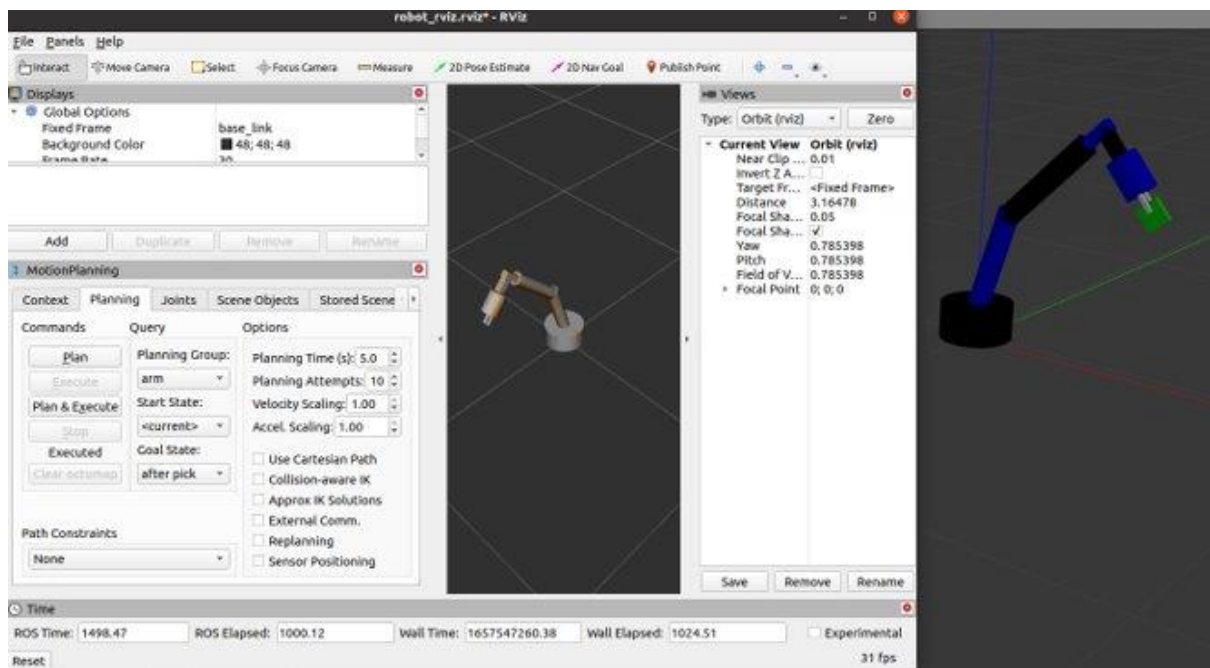 robot_rviz.rviz* - RViz
File Panels Help
Interact Move Camera Select Focus Camera Measure 2D Pose Estimate 2D Nav Goal Publish Point
Displays
Global Options
Fixed Frame base_link
Background Color 48; 48; 48
Frame Rate 30
Add Duplicate Remove Rename
MotionPlanning
Context Planning Joints Scene Objects Stored Scene
Commands Query Options
Plan
Execute
Plan & Execute
Stop
Executed
Clear octomap
Planning Group:
arm
Start State:
<current>
Goal State:
after pick
Planning Time (s): 5.0
Planning Attempts: 10
Velocity Scaling: 1.00
Accel. Scaling: 1.00
Use Cartesian Path
Collision-aware IK
Approx IK Solutions
External Comm.
Replanning
Sensor Positioning
Path Constraints
None
Views
Type: Orbit (rviz) Zero
Current View Orbit (rviz)
Near Clip ... 0.01
Invert Z A...
Target Fr... <Fixed Frame>
Distance 3.16478
Focal Sha... 0.05
Focal Sha... ✓
Yaw 0.785398
Pitch 0.785398
Field of V... 0.785398
Focal Point 0; 0; 0
Save Remove Rename
Time
ROS Time: 1498.47 ROS Elapsed: 1000.12 Wall Time: 1657547260.38 Wall Elapsed: 1024.51 Experimental
Reset 31 fps